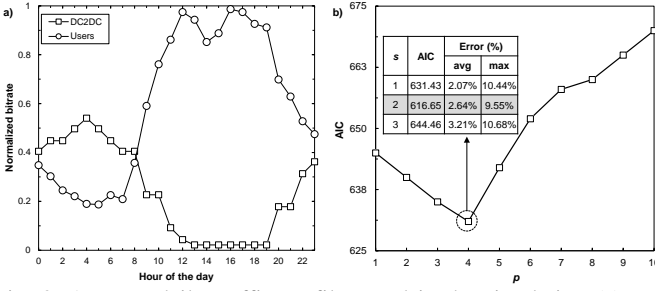 a)
DC2DC
Users
Normalized bitrate
1
0.8
0.6
0.4
0.2
0
0 2 4 6 8 10 12 14 16 18 20 22
Hour of the day
b)
AIC
675
663
650
638
625
s AIC Error (%)
avg max
1 631.43 2.07% 10.44%
2 616.65 2.64% 9.55%
3 644.46 3.21% 10.68%
1 2 3 4 5 6 7 8 9 10
p